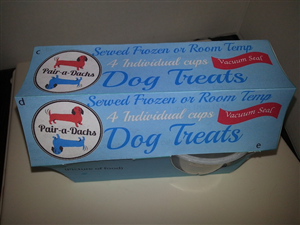 c
Served Frozen or Room Temp
4 Individual cups
Vacuum Seal
Pair-a-Dachs
Dog Treats
d
Served Frozen or Room Temp
4 Individual cups
Vacuum Seal
Pair-a-Dachs
Dog Treats
e